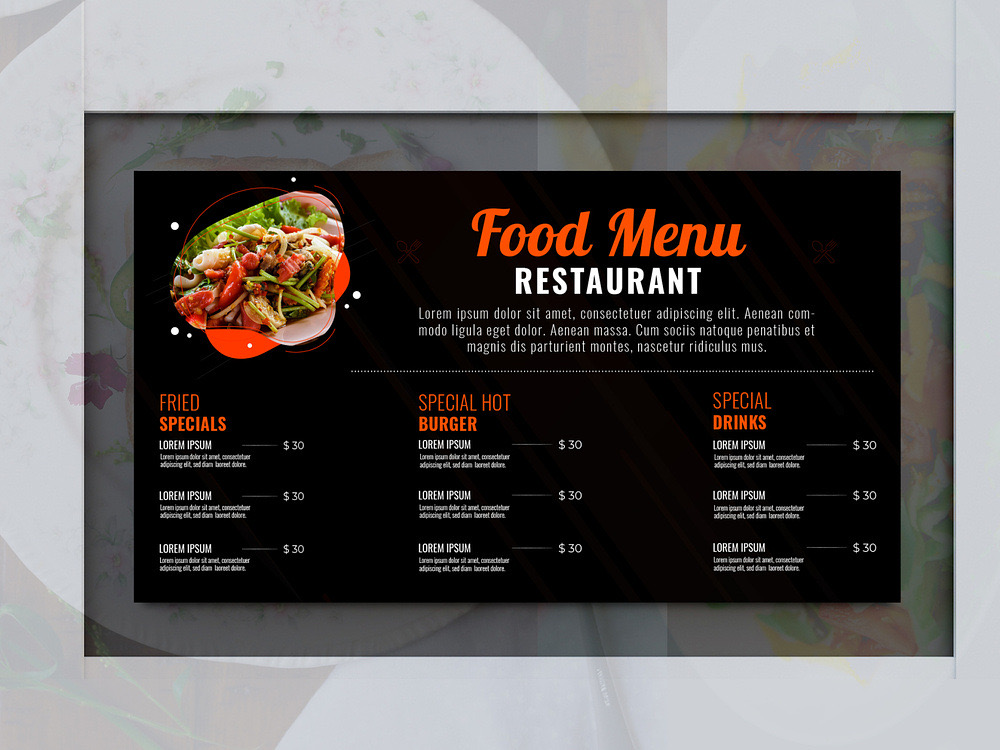 Food Menu
RESTAURANT
Lorem ipsum dolor sit amet, consectetuer adipiscing elit. Aenean com-
modo ligula eget dolor. Aenean massa. Cum sociis natoque penatibus et
magnis dis parturient montes, nascetur ridiculus mus.
FRIED
SPECIALS
LOREM IPSUM $ 30
Lorem ipsum dolor sit amet, consectetuer
adipiscing elit, sed diam laoreet dolore.
LOREM IPSUM $ 30
Lorem ipsum dolor sit amet, consectetuer
adipiscing elit, sed diam laoreet dolore.
LOREM IPSUM $ 30
Lorem ipsum dolor sit amet, consectetuer
adipiscing elit, sed diam laoreet dolore.
SPECIAL HOT
BURGER
LOREM IPSUM $ 30
Lorem ipsum dolor sit amet, consectetuer
adipiscing elit, sed diam laoreet dolore.
LOREM IPSUM $ 30
Lorem ipsum dolor sit amet, consectetuer
adipiscing elit, sed diam laoreet dolore.
LOREM IPSUM $ 30
Lorem ipsum dolor sit amet, consectetuer
adipiscing elit, sed diam laoreet dolore.
SPECIAL
DRINKS
LOREM IPSUM $ 30
Lorem ipsum dolor sit amet, consectetuer
adipiscing elit, sed diam laoreet dolore.
LOREM IPSUM $ 30
Lorem ipsum dolor sit amet, consectetuer
adipiscing elit, sed diam laoreet dolore.
LOREM IPSUM $ 30
Lorem ipsum dolor sit amet, consectetuer
adipiscing elit, sed diam laoreet dolore.